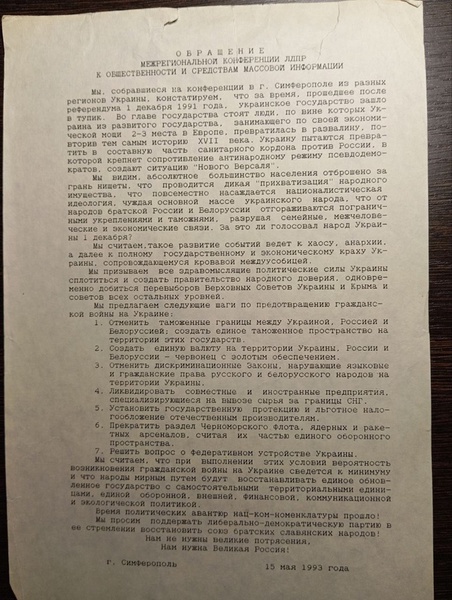 ОБРАЩЕНИЕ
МЕЖРЕГИОНАЛЬНОЙ КОНФЕРЕНЦИИ ЛДПР
К ОБЩЕСТВЕННОСТИ И СРЕДСТВАМ МАССОВОЙ ИНФОРМАЦИИ
Мы, собравшиеся на конференции в г. Симферополе из разных
регионов Украины, констатируем, что за время, прошедшее после
референдума 1 декабря 1991 года, украинское государство зашло
в тупик. Во главе государства стоят люди, по вине которых Ук-
раина из развитого государства, занимающего по своей экономичес-
кой мощи 2-3 места в Европе, превратилась в развалину, по-
вторив тем самым историю XVII века. Украину пытаются превра-
тить в составную часть санитарного кордона против России, в
которой крепнет сопротивление антинародному режиму псевдодемо-
кратов, создают ситуацию "Нового Версаля".
Мы видим, абсолютное большинство населения отброшено за
грань нищеты, что проводится дикая "прихватизация" народного
имущества, что повсеместно насаждается националистическая
идеология, чуждая основной массе Украинского народа, что от
народов братской России и Белоруссии отгораживаются погранич-
ными укреплениями и таможнями, разрушая семейные, межчелове-
ческие и экономические связи. За это ли голосовал народ Украи-
ны 1 декабря?
Мы считаем, такое развитие событий ведет к хаосу, анархии,
а далее к полному государственному и экономическому краху Ук-
раины, сопровождающемуся кровавой междуусобицей.
Мы призываем все здравомыслящие политические силы Украины
сплотиться и создать правительство народного доверия, одновре-
менно добиться перевыборов Верховных Советов Украины и Крыма и
советов всех остальных уровней.
Мы предлагаем следующие шаги по предотвращению гражданс-
кой войны на Украине:
1. Отменить таможенные границы между Украиной, Россией и
Белоруссией; создать единое таможенное пространство на
территории этих государств.
2. Создать единую валюту на территории Украины, России и
Белоруссии - червонец с золотым обеспечением.
3. Отменить дискриминационные Законы, нарушающие языковые
и гражданские права русского и белорусского народов на
территории Украины.
4. Ликвидировать совместные и иностранные предприятия,
специализирующиеся на вывозе сырья за границы СНГ.
5. Установить государственную протекцию и льготное нало-
гообложение отечественным производителям.
6. Прекратить раздел Черноморского Флота, ядерных и ракет-
ных арсеналов, считая их частью единого оборонного
пространства.
7. Решить вопрос о федеративном устройстве Украины.
Мы считаем, что при выполнении этих условий вероятность
возникновения гражданской войны на Украине сведется к минимуму
и что народы мирным путем будут восстанавливать единое обнов-
ленное государство с самостоятельными территориальными едини-
цами, единой оборонной, внешней, финансовой, коммуникационной
и экологической политикой.
Время политических авантюр нац-ком-номенклатуры прошло!
Мы просим поддержать либерально-демократическую партию в
ее стремлении восстановить союз братских славянских народов!
Нам не нужны великие потрясения,
Нам нужна Великая Россия!
г. Симферополь 15 мая 1993 года